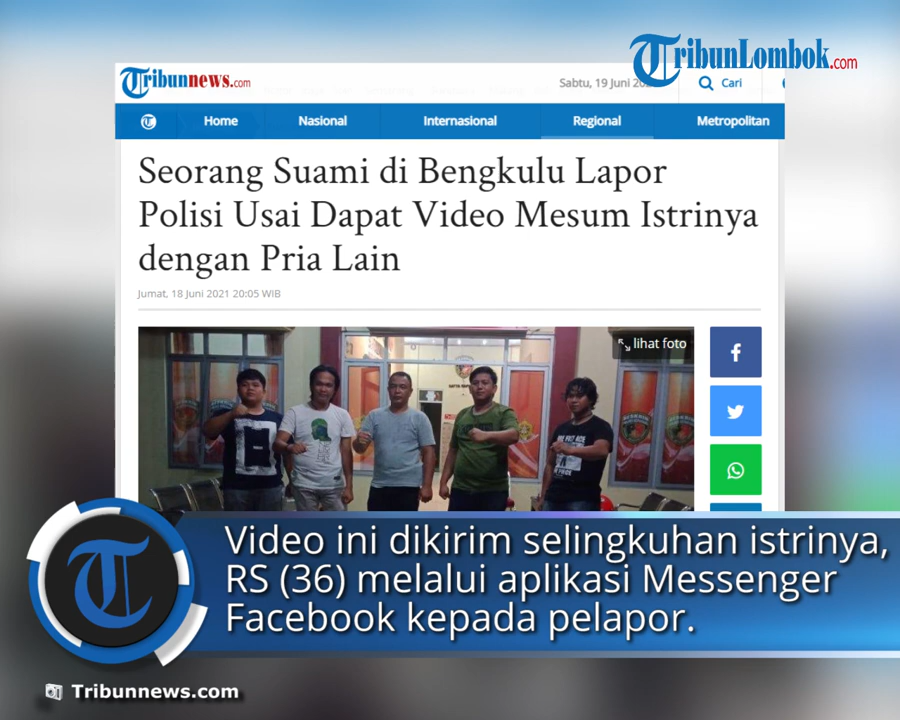 TribunLombok.com
Tribunnews.com
Sabtu, 19 Juni
Cari
Home
Nasional
Internasional
Regional
Metropolitan
Seorang Suami di Bengkulu Lapor
Polisi Usai Dapat Video Mesum Istrinya
dengan Pria Lain
Jumat, 18 Juni 2021 20:05 WIB
lihat foto
Video ini dikirim selingkuhan istrinya,
RS (36) melalui aplikasi Messenger
Facebook kepada pelapor.
Tribunnews.com